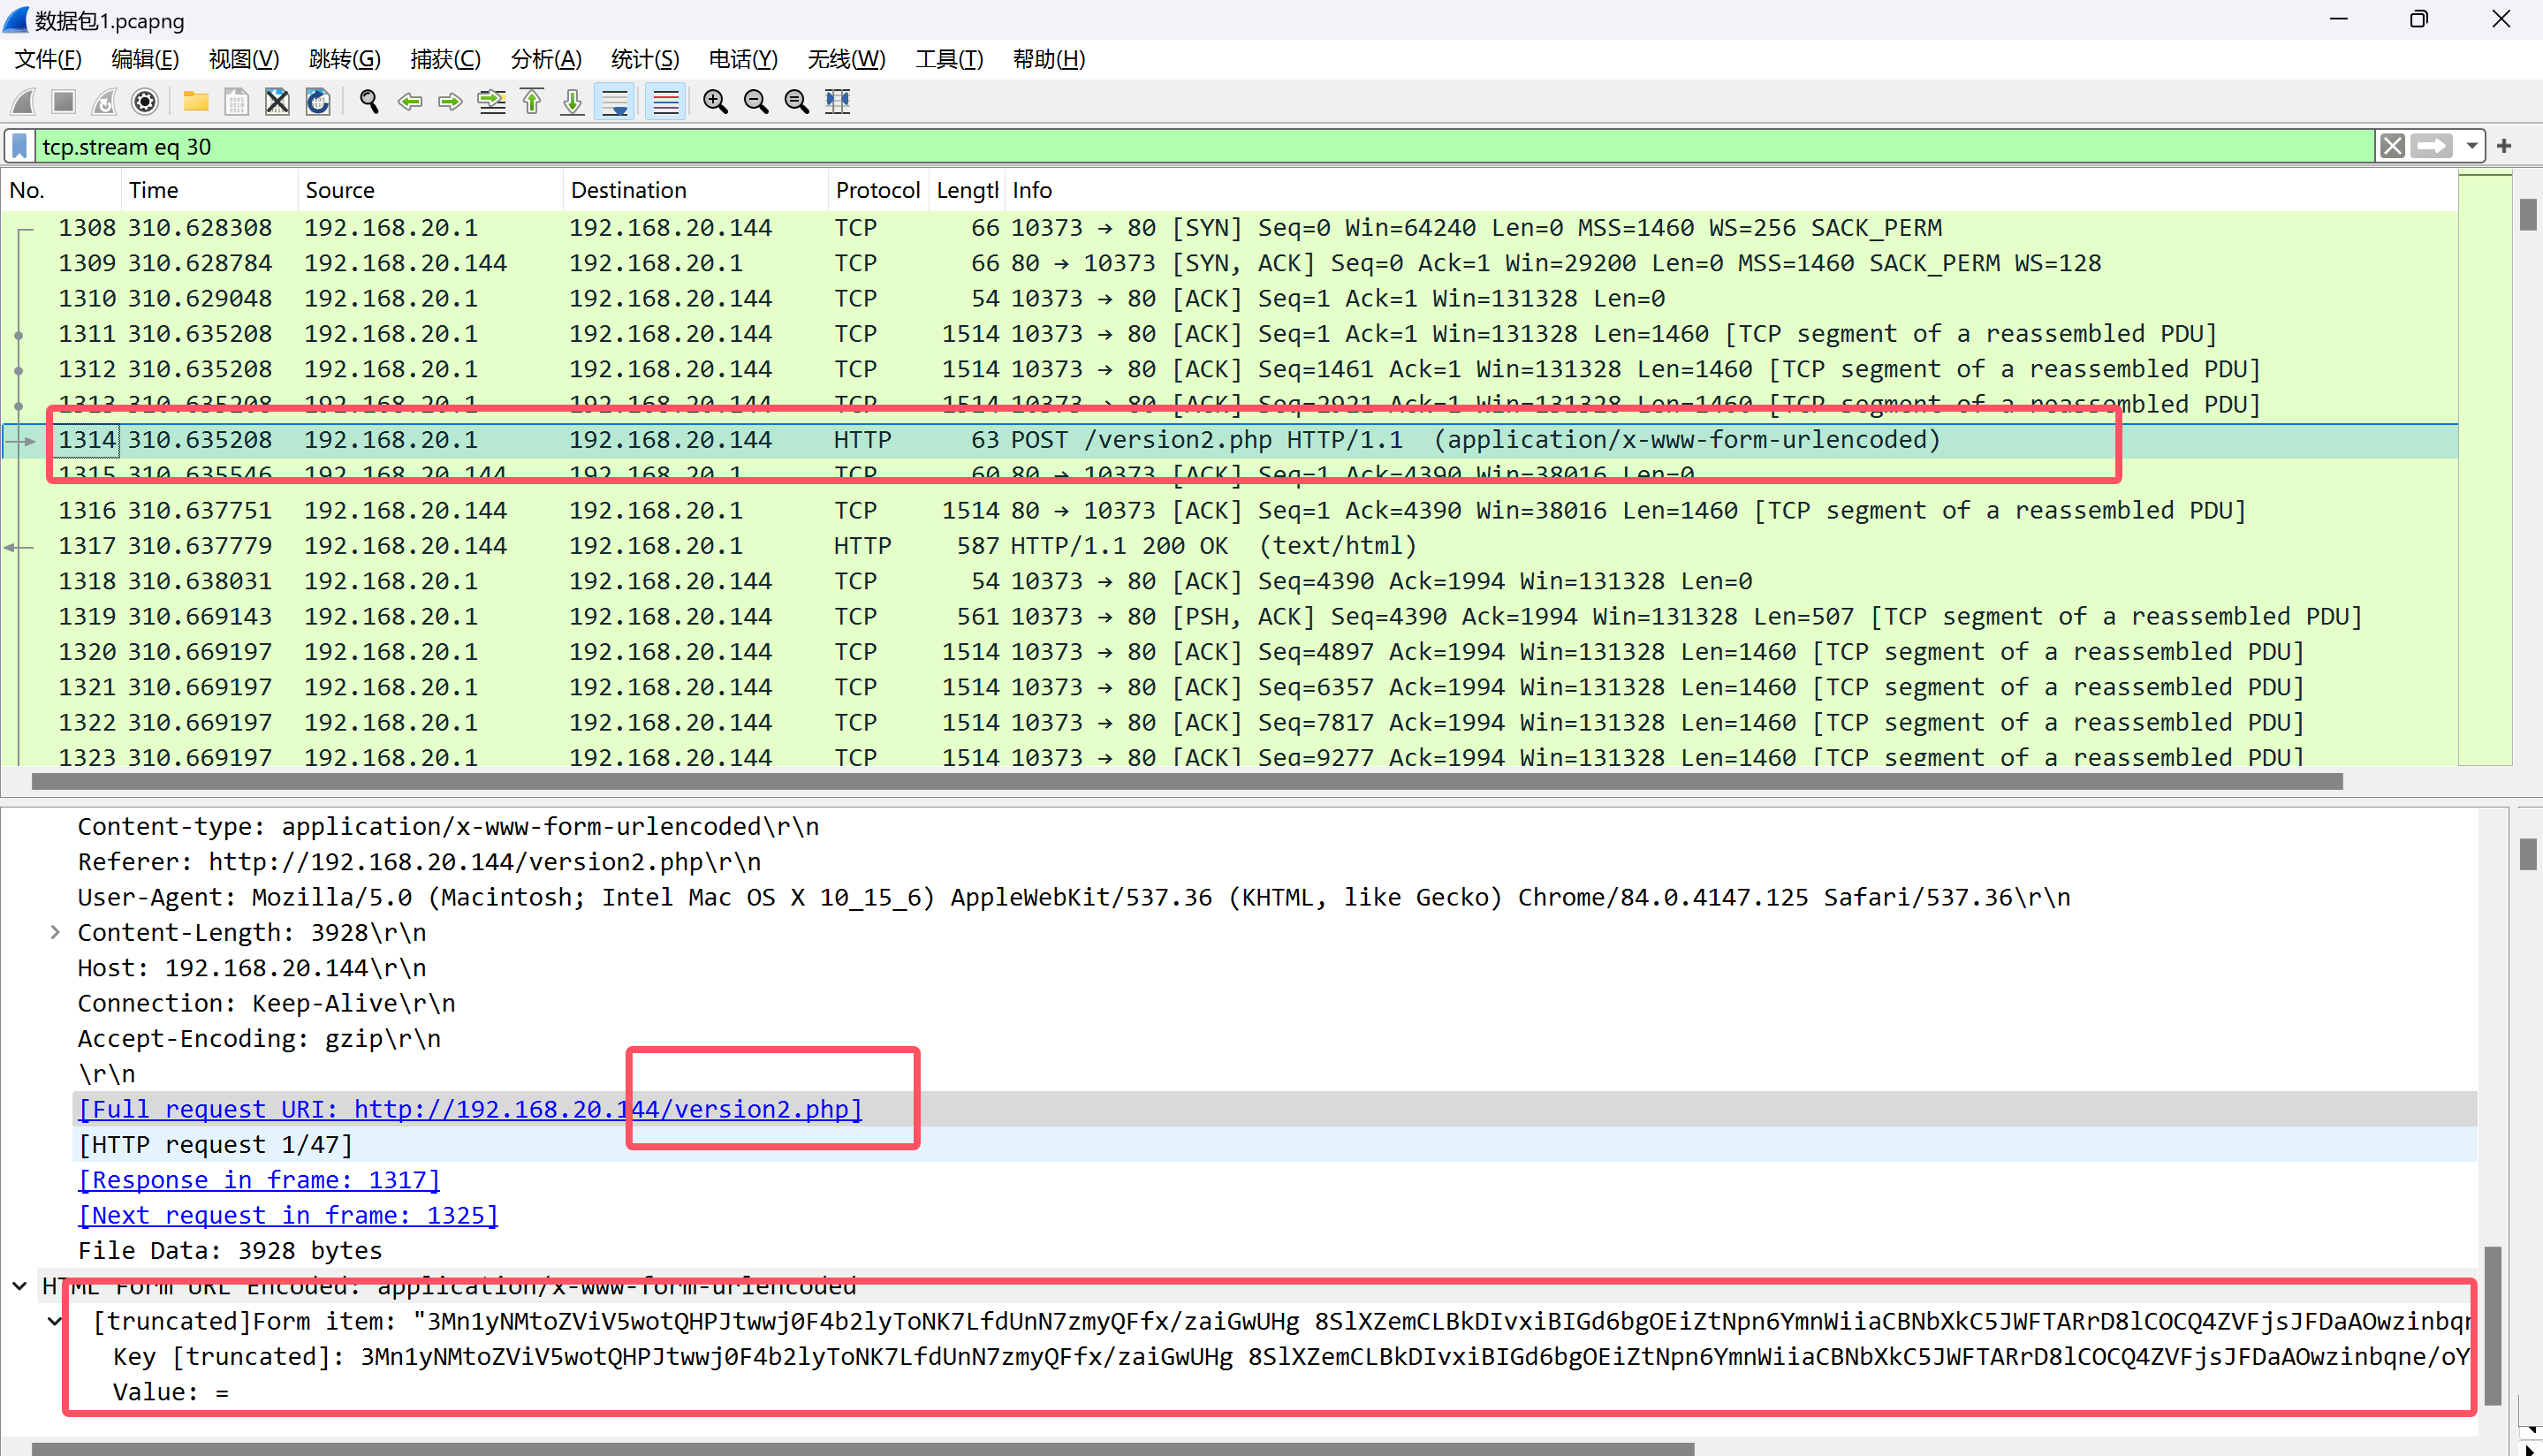 数据包1.pcapng
文件(F) 编辑(E) 视图(V) 跳转(G) 捕获(C) 分析(A) 统计(S) 电话(Y) 无线(W) 工具(T) 帮助(H)
tcp.stream eq 30
No. Time Source Destination Protocol Length Info
1308 310.628308 192.168.20.1 192.168.20.144 TCP 66 10373 → 80 [SYN] Seq=0 Win=64240 Len=0 MSS=1460 WS=256 SACK_PERM
1309 310.628784 192.168.20.144 192.168.20.1 TCP 66 80 → 10373 [SYN, ACK] Seq=0 Ack=1 Win=29200 Len=0 MSS=1460 SACK_PERM WS=128
1310 310.629048 192.168.20.1 192.168.20.144 TCP 54 10373 → 80 [ACK] Seq=1 Ack=1 Win=131328 Len=0
1311 310.635208 192.168.20.1 192.168.20.144 TCP 1514 10373 → 80 [ACK] Seq=1 Ack=1 Win=131328 Len=1460 [TCP segment of a reassembled PDU]
1312 310.635208 192.168.20.1 192.168.20.144 TCP 1514 10373 → 80 [ACK] Seq=1461 Ack=1 Win=131328 Len=1460 [TCP segment of a reassembled PDU]
1313 310.635208 192.168.20.1 192.168.20.144 TCP 1514 10373 → 80 [ACK] Seq=2921 Ack=1 Win=131328 Len=1460 [TCP segment of a reassembled PDU]
1314 310.635208 192.168.20.1 192.168.20.144 HTTP 63 POST /version2.php HTTP/1.1 (application/x-www-form-urlencoded)
1315 310.635546 192.168.20.144 192.168.20.1 TCP 60 80 → 10373 [ACK] Seq=1 Ack=4390 Win=38016 Len=0
1316 310.637751 192.168.20.144 192.168.20.1 TCP 1514 80 → 10373 [ACK] Seq=1 Ack=4390 Win=38016 Len=1460 [TCP segment of a reassembled PDU]
1317 310.637779 192.168.20.144 192.168.20.1 HTTP 587 HTTP/1.1 200 OK (text/html)
1318 310.638031 192.168.20.1 192.168.20.144 TCP 54 10373 → 80 [ACK] Seq=4390 Ack=1994 Win=131328 Len=0
1319 310.669143 192.168.20.1 192.168.20.144 TCP 561 10373 → 80 [PSH, ACK] Seq=4390 Ack=1994 Win=131328 Len=507 [TCP segment of a reassembled PDU]
1320 310.669197 192.168.20.1 192.168.20.144 TCP 1514 10373 → 80 [ACK] Seq=4897 Ack=1994 Win=131328 Len=1460 [TCP segment of a reassembled PDU]
1321 310.669197 192.168.20.1 192.168.20.144 TCP 1514 10373 → 80 [ACK] Seq=6357 Ack=1994 Win=131328 Len=1460 [TCP segment of a reassembled PDU]
1322 310.669197 192.168.20.1 192.168.20.144 TCP 1514 10373 → 80 [ACK] Seq=7817 Ack=1994 Win=131328 Len=1460 [TCP segment of a reassembled PDU]
1323 310.669197 192.168.20.1 192.168.20.144 TCP 1514 10373 → 80 [ACK] Seq=9277 Ack=1994 Win=131328 Len=1460 [TCP segment of a reassembled PDU]
Content-type: application/x-www-form-urlencoded\r\n
Referer: http://192.168.20.144/version2.php\r\n
User-Agent: Mozilla/5.0 (Macintosh; Intel Mac OS X 10_15_6) AppleWebKit/537.36 (KHTML, like Gecko) Chrome/84.0.4147.125 Safari/537.36\r\n
Content-Length: 3928\r\n
Host: 192.168.20.144\r\n
Connection: Keep-Alive\r\n
Accept-Encoding: gzip\r\n
\r\n
[Full request URI: http://192.168.20.144/version2.php]
[HTTP request 1/47]
[Response in frame: 1317]
[Next request in frame: 1325]
File Data: 3928 bytes
HTML Form URL Encoded: application/x-www-form-urlencoded
[truncated]Form item: "3Mn1yNMtoZViV5wotQHPJtwwj0F4b2lyToNK7LfdUnN7zmyQFfx/zaiGwUHg 8SlXZemCLBkDIvxiBIGd6bgOEiZtNpn6YmnWiiaCBNbXkC5JWFTARrD8lCOCQ4ZVFjsJFDaAOwzinbqn
Key [truncated]: 3Mn1yNMtoZViV5wotQHPJtwwj0F4b2lyToNK7LfdUnN7zmyQFfx/zaiGwUHg 8SlXZemCLBkDIvxiBIGd6bgOEiZtNpn6YmnWiiaCBNbXkC5JWFTARrD8lCOCQ4ZVFjsJFDaAOwzinbqne/oY
Value: =